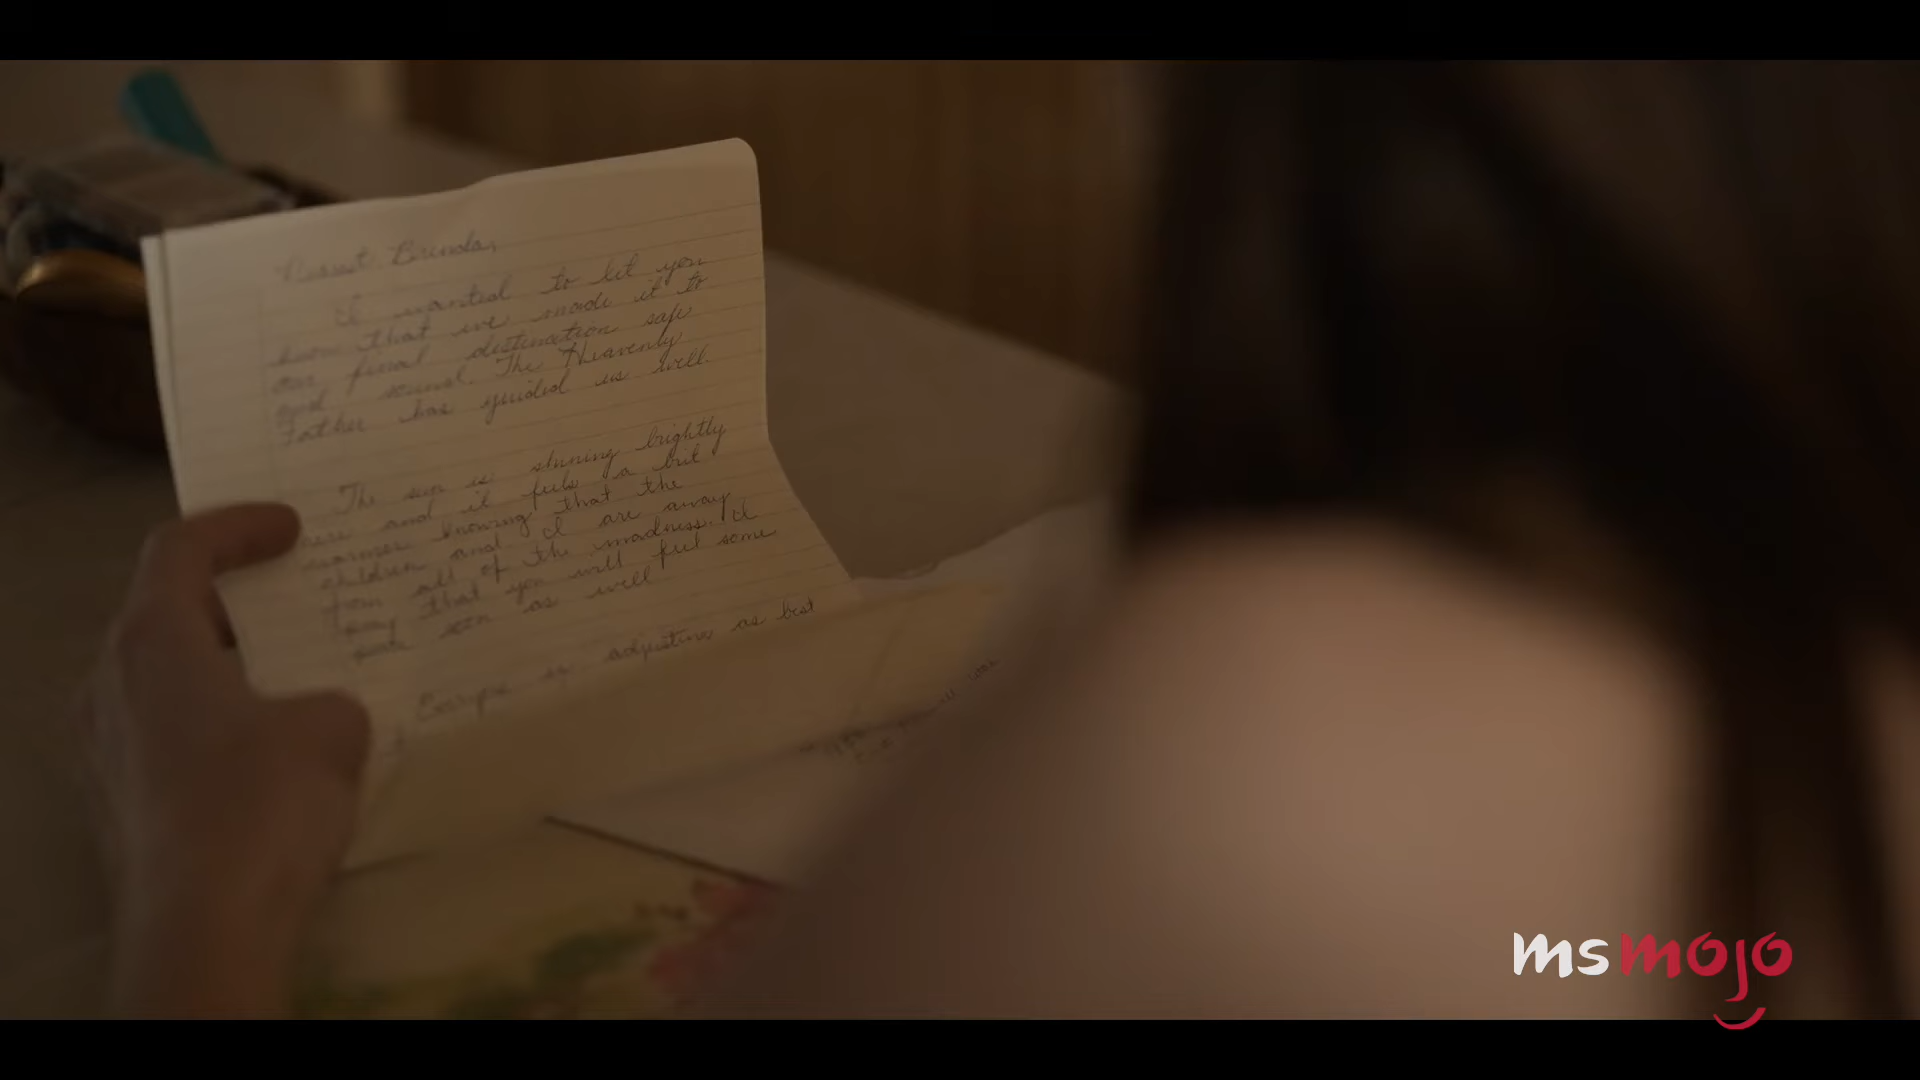 Dearest Brenda,
I wanted to let you
know that we made it to
our final destination safe
and sound. The Heavenly
Father has guided us well.
The sun is shining brightly
here and it feels a bit
warmer knowing that the
children and I are away
from all of the madness. I
pray that you will feel some
soon as well
is adjusting as best
you will
msmojo